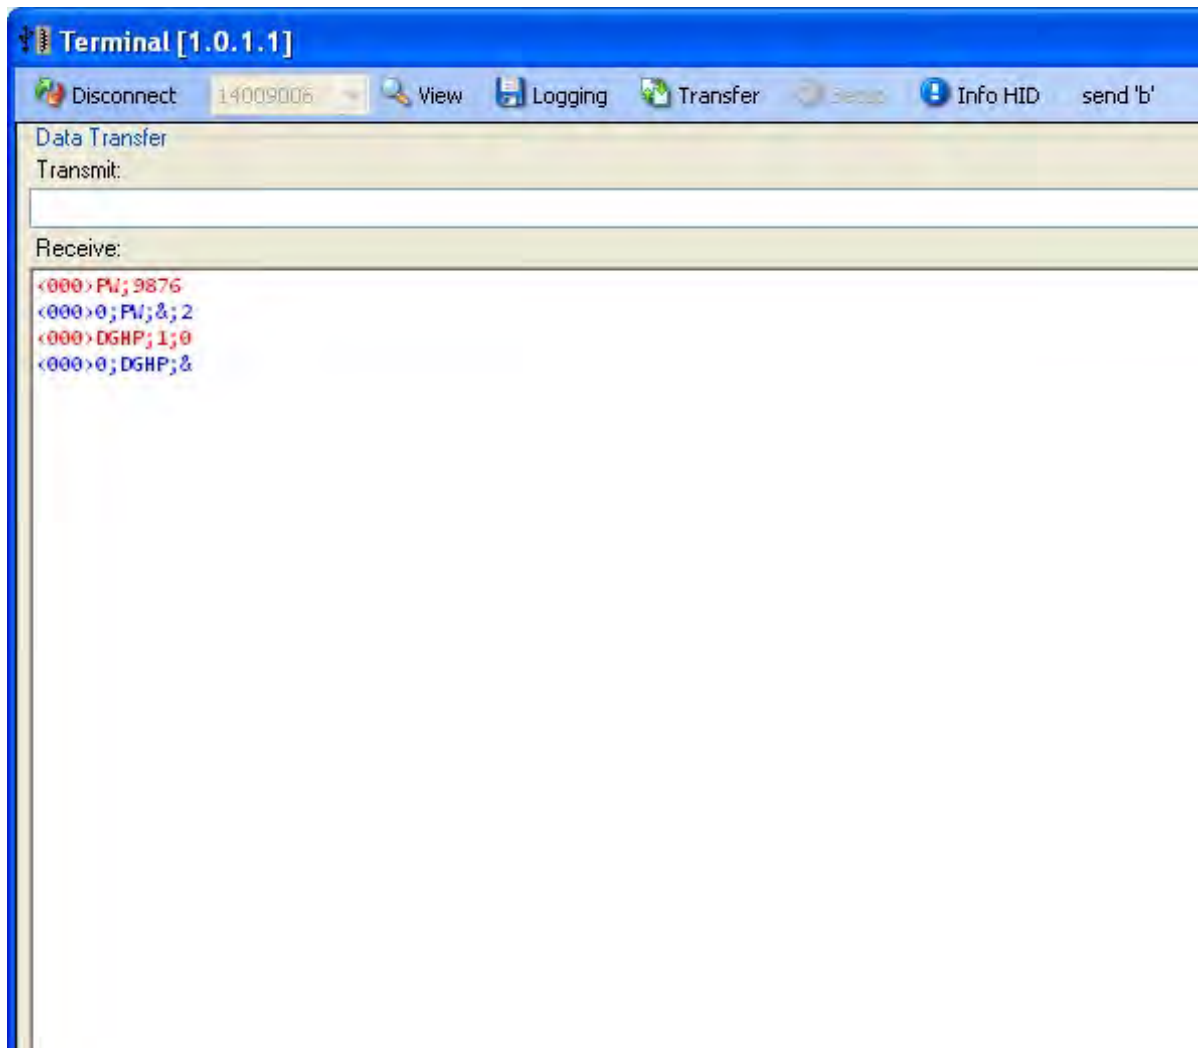 Terminal [1.0.1.1]
Disconnect 14009006 View Logging Transfer Info HID send 'b'
Data Transfer
Transmit:
Receive:
<000>PW;9876
<000>0;PW;&;2
<000>DGHP;1;0
<000>0;DGHP;&